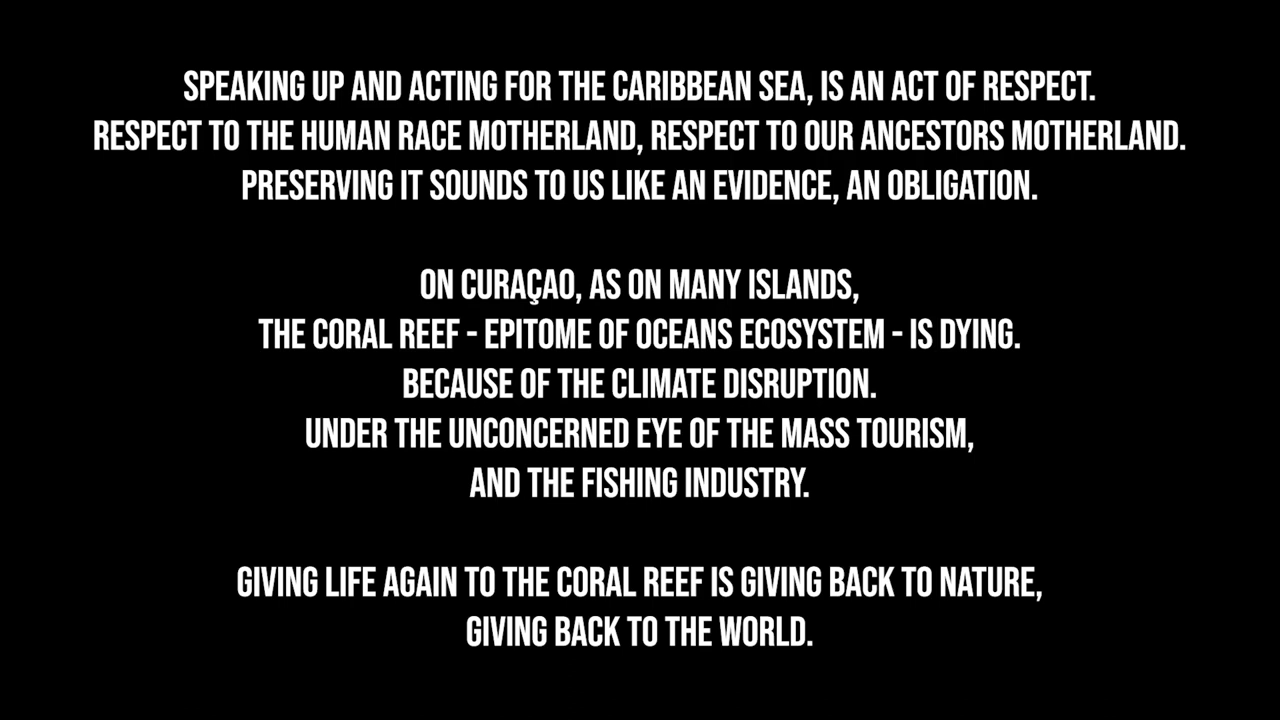 SPEAKING UP AND ACTING FOR THE CARIBBEAN SEA, IS AN ACT OF RESPECT.
RESPECT TO THE HUMAN RACE MOTHERLAND, RESPECT TO OUR ANCESTORS MOTHERLAND.
PRESERVING IT SOUNDS TO US LIKE AN EVIDENCE, AN OBLIGATION.
ON CURAÇAO, AS ON MANY ISLANDS,
THE CORAL REEF - EPITOME OF OCEANS ECOSYSTEM - IS DYING.
BECAUSE OF THE CLIMATE DISRUPTION.
UNDER THE UNCONCERNED EYE OF THE MASS TOURISM,
AND THE FISHING INDUSTRY.
GIVING LIFE AGAIN TO THE CORAL REEF IS GIVING BACK TO NATURE,
GIVING BACK TO THE WORLD.